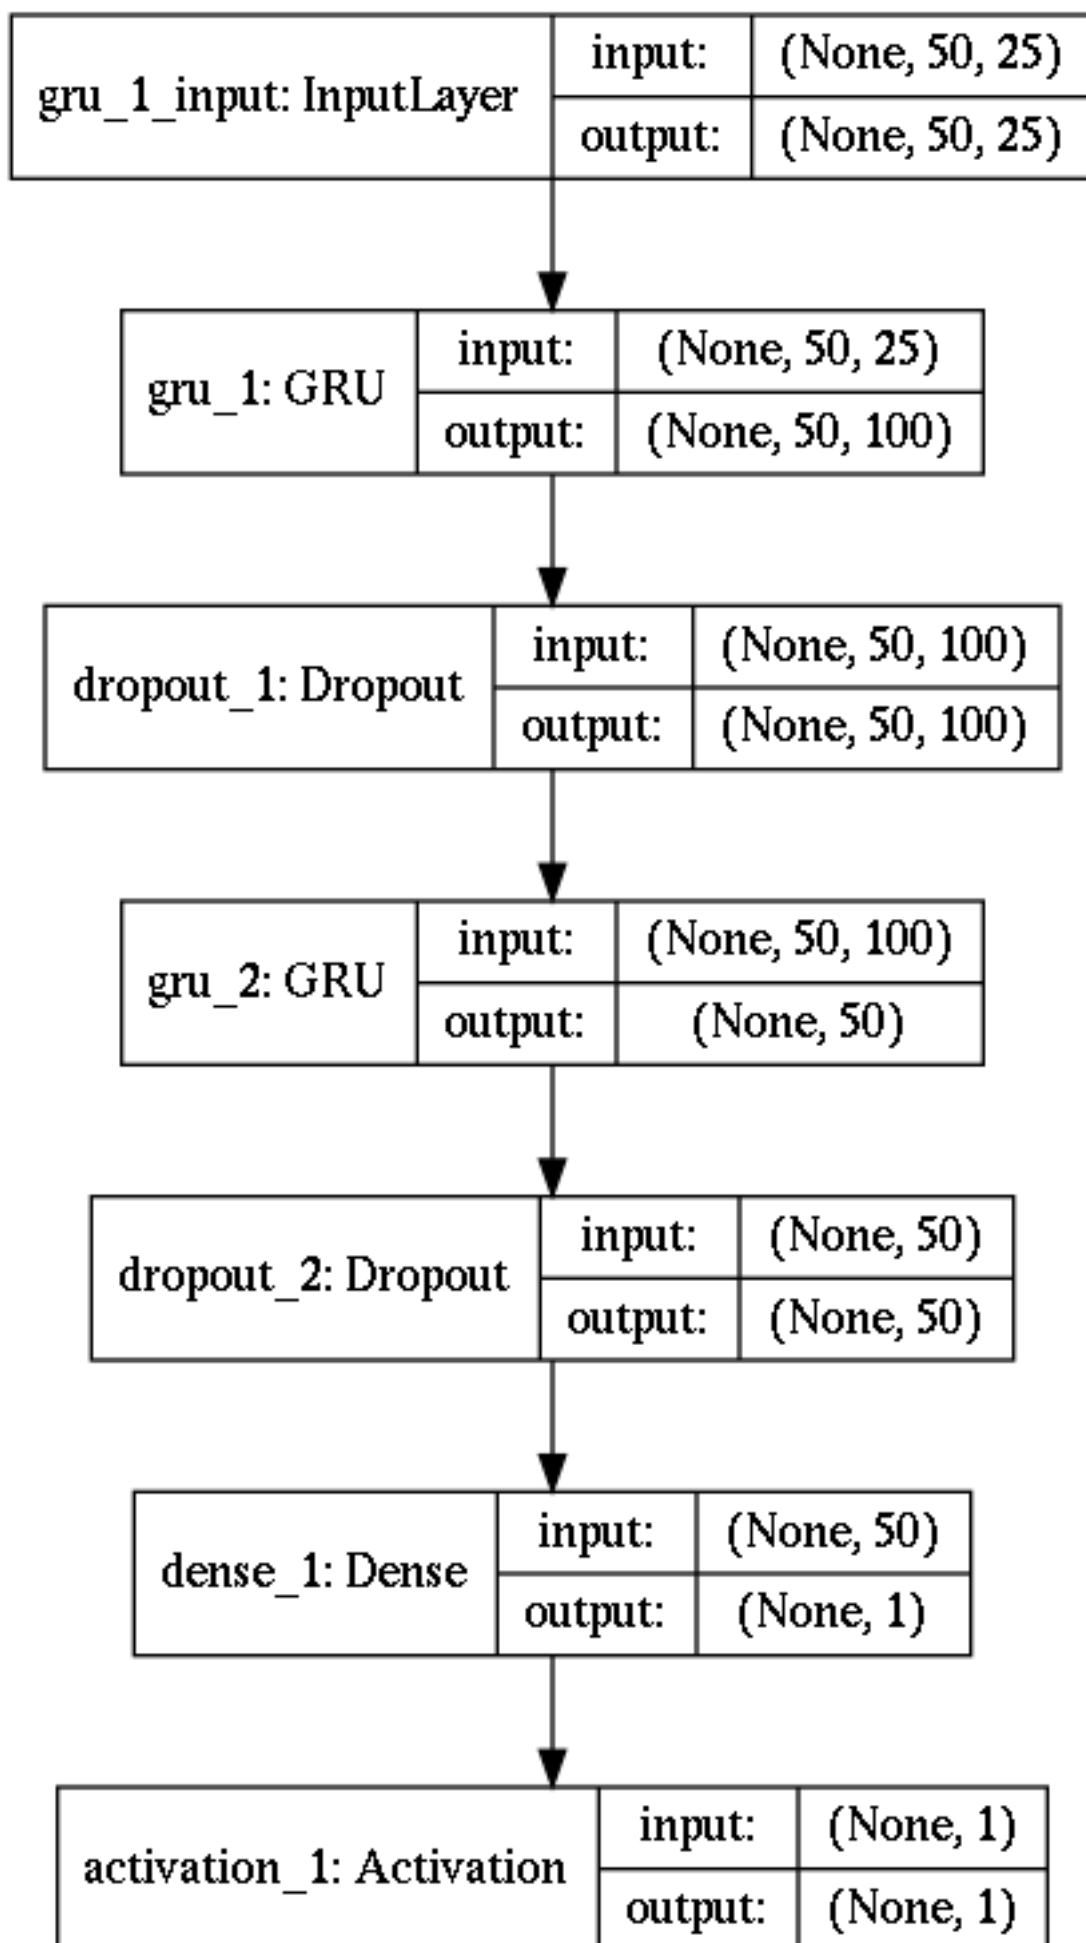 gru_1_input: InputLayer
input: (None, 50, 25)
output: (None, 50, 25)
gru_1: GRU
input: (None, 50, 25)
output: (None, 50, 100)
dropout_1: Dropout
input: (None, 50, 100)
output: (None, 50, 100)
gru_2: GRU
input: (None, 50, 100)
output: (None, 50)
dropout_2: Dropout
input: (None, 50)
output: (None, 50)
dense_1: Dense
input: (None, 50)
output: (None, 1)
activation_1: Activation
input: (None, 1)
output: (None, 1)